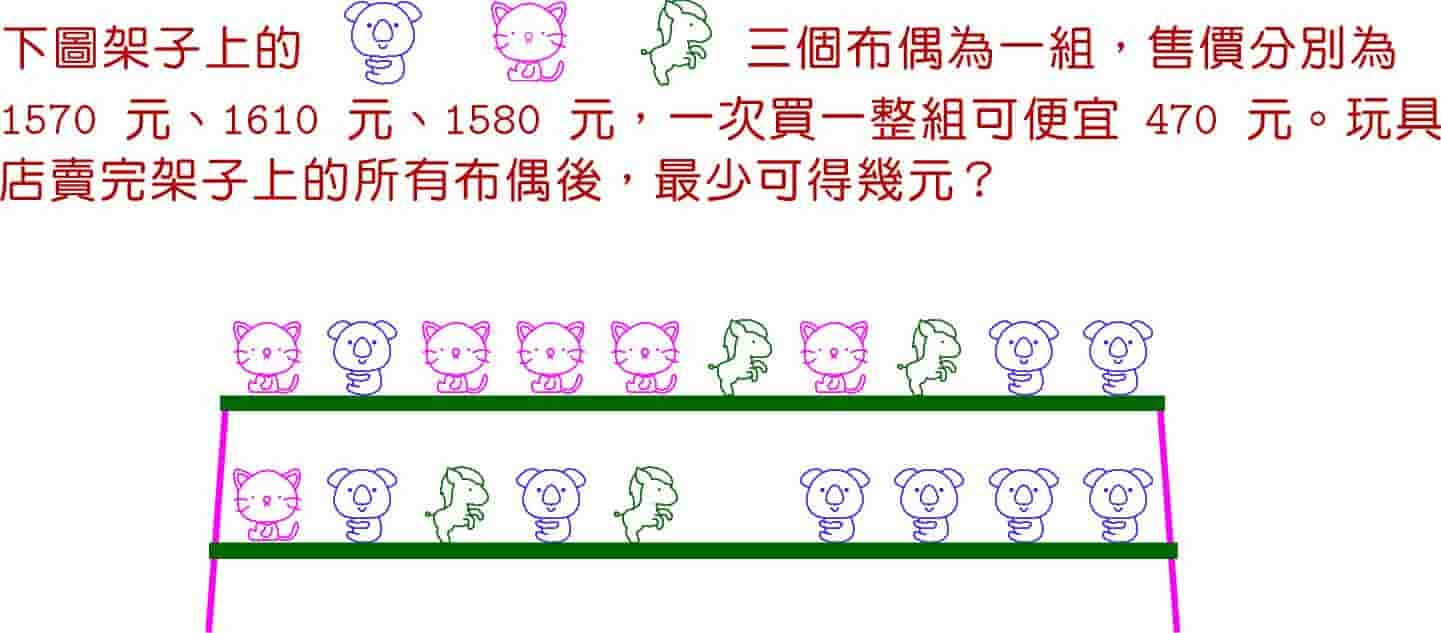 下圖架子上的 三個布偶為一組，售價分別為
1570 元、1610 元、1580 元，一次買一整組可便宜 470 元。玩具
店賣完架子上的所有布偶後，最少可得幾元？